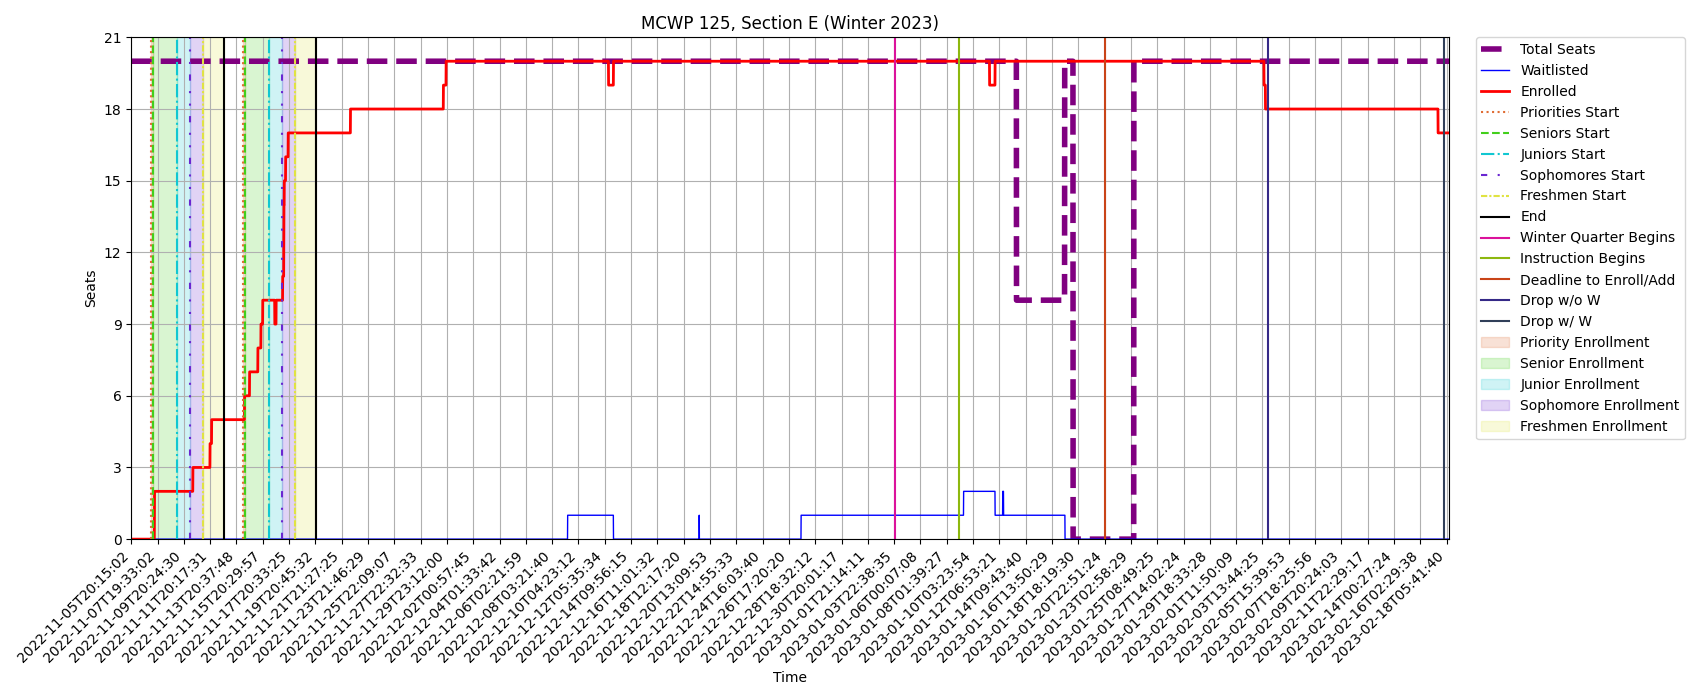 MCWP 125, Section E (Winter 2023)
21
18
15
12
9
6
3
0
Seats
2022-11-05T20:15:02
2022-11-07T19:33:02
2022-11-09T20:24:30
2022-11-11T20:17:31
2022-11-13T20:37:48
2022-11-15T20:29:57
2022-11-17T20:33:25
2022-11-19T20:45:32
2022-11-21T21:27:25
2022-11-23T21:46:29
2022-11-25T22:09:07
2022-11-27T22:32:33
2022-11-29T23:12:00
2022-12-04T00:57:45
2022-12-04T01:33:42
2022-12-06T02:21:59
2022-12-08T03:21:40
2022-12-10T04:23:12
2022-12-12T05:35:34
2022-12-14T09:56:15
2022-12-16T11:01:32
2022-12-18T12:17:20
2022-12-20T13:09:53
2022-12-22T14:55:33
2022-12-24T16:03:40
2022-12-26T17:20:20
2022-12-28T18:32:12
2022-12-30T20:01:17
2023-01-01T21:14:11
2023-01-03T22:38:35
2023-01-06T00:07:08
2023-01-08T01:39:27
2023-01-10T03:23:54
2023-01-12T06:53:21
2023-01-14T09:43:40
2023-01-16T13:50:29
2023-01-18T18:19:30
2023-01-20T22:51:24
2023-01-23T02:58:29
2023-01-25T08:49:25
2023-01-27T14:02:24
2023-01-29T18:33:28
2023-02-01T11:50:09
2023-02-03T13:44:25
2023-02-05T15:39:53
2023-02-07T18:25:56
2023-02-09T20:24:03
2023-02-11T22:29:17
2023-02-14T00:27:24
2023-02-16T02:29:38
2023-02-18T05:41:40
Time
Total Seats
Waitlisted
Enrolled
Priorities Start
Seniors Start
Juniors Start
Sophomores Start
Freshmen Start
End
Winter Quarter Begins
Instruction Begins
Deadline to Enroll/Add
Drop w/o W
Drop w/ W
Priority Enrollment
Senior Enrollment
Junior Enrollment
Sophomore Enrollment
Freshmen Enrollment